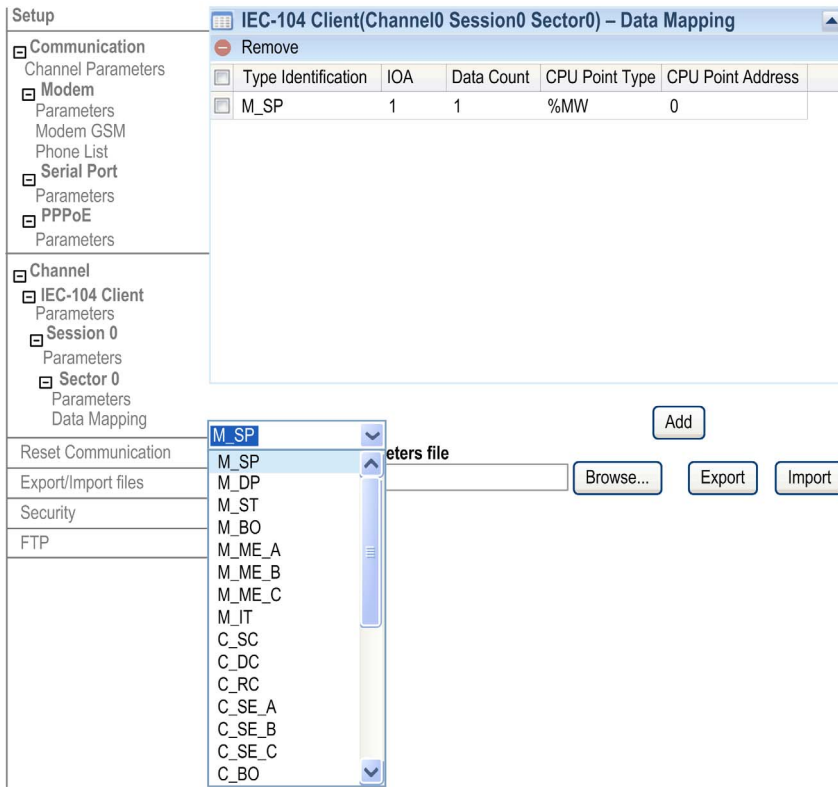 Setup
Communication
Channel Parameters
Modem
Parameters
Modem GSM
Phone List
Serial Port
Parameters
PPPoE
Parameters
Channel
IEC-104 Client
Parameters
Session 0
Parameters
Sector 0
Parameters
Data Mapping
Reset Communication
Export/Import files
Security
FTP
IEC-104 Client(Channel0 Session0 Sector0) – Data Mapping
Remove
Type Identification IOA Data Count CPU Point Type CPU Point Address
M_SP 1 1 %MW 0
Add
M_SP
eters file
Browse... Export Import
M_SP
M_DP
M_ST
M_BO
M_ME_A
M_ME_B
M_ME_C
M_IT
C_SC
C_DC
C_RC
C_SE_A
C_SE_B
C_SE_C
C_BO